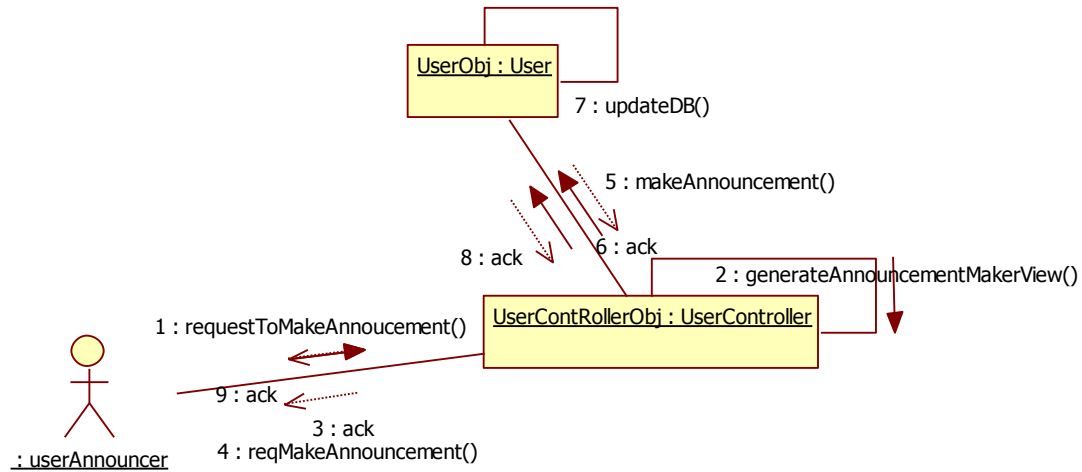 UserObj : User
7 : updateDB()
5 : makeAnnouncement()
6 : ack
8 : ack
2 : generateAnnouncementMakerView()
UserContRollerObj : UserController
1 : requestToMakeAnnoucement()
9 : ack
3 : ack
4 : reqMakeAnnouncement()
: userAnnouncer